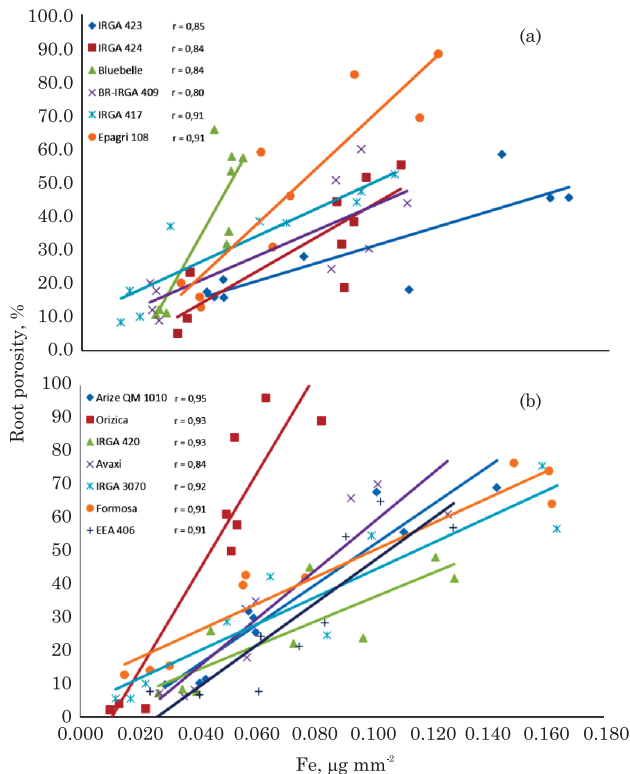 100.0
90.0
80.0
70.0
60.0
50.0
40.0
30.0
20.0
10.0
0.0
(a)
IRGA 423 r = 0,85
IRGA 424 r = 0,84
Bluebelle r = 0,84
BR-IRGA 409 r = 0,80
IRGA 417 r = 0,91
Epagri 108 r = 0,91
Root porosity, %
100
90
80
70
60
50
40
30
20
10
0
(b)
Arize QM 1010 r = 0,95
Orizica r = 0,93
IRGA 420 r = 0,93
Avaxi r = 0,84
IRGA 3070 r = 0,92
Formosa r = 0,91
EEA 406 r = 0,91
0.000 0.020 0.040 0.060 0.080 0.100 0.120 0.140 0.160 0.180
Fe, µg mm-2